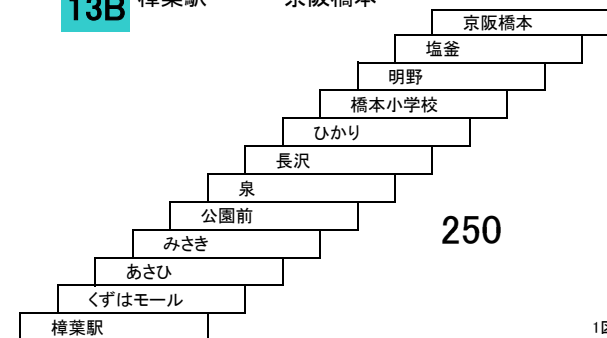 13B 樟葉駅 京阪橋本
京阪橋本
塩釜
明野
橋本小学校
ひかり
長沢
泉
公園前
250
みさき
あさひ
くずはモール
樟葉駅
1区